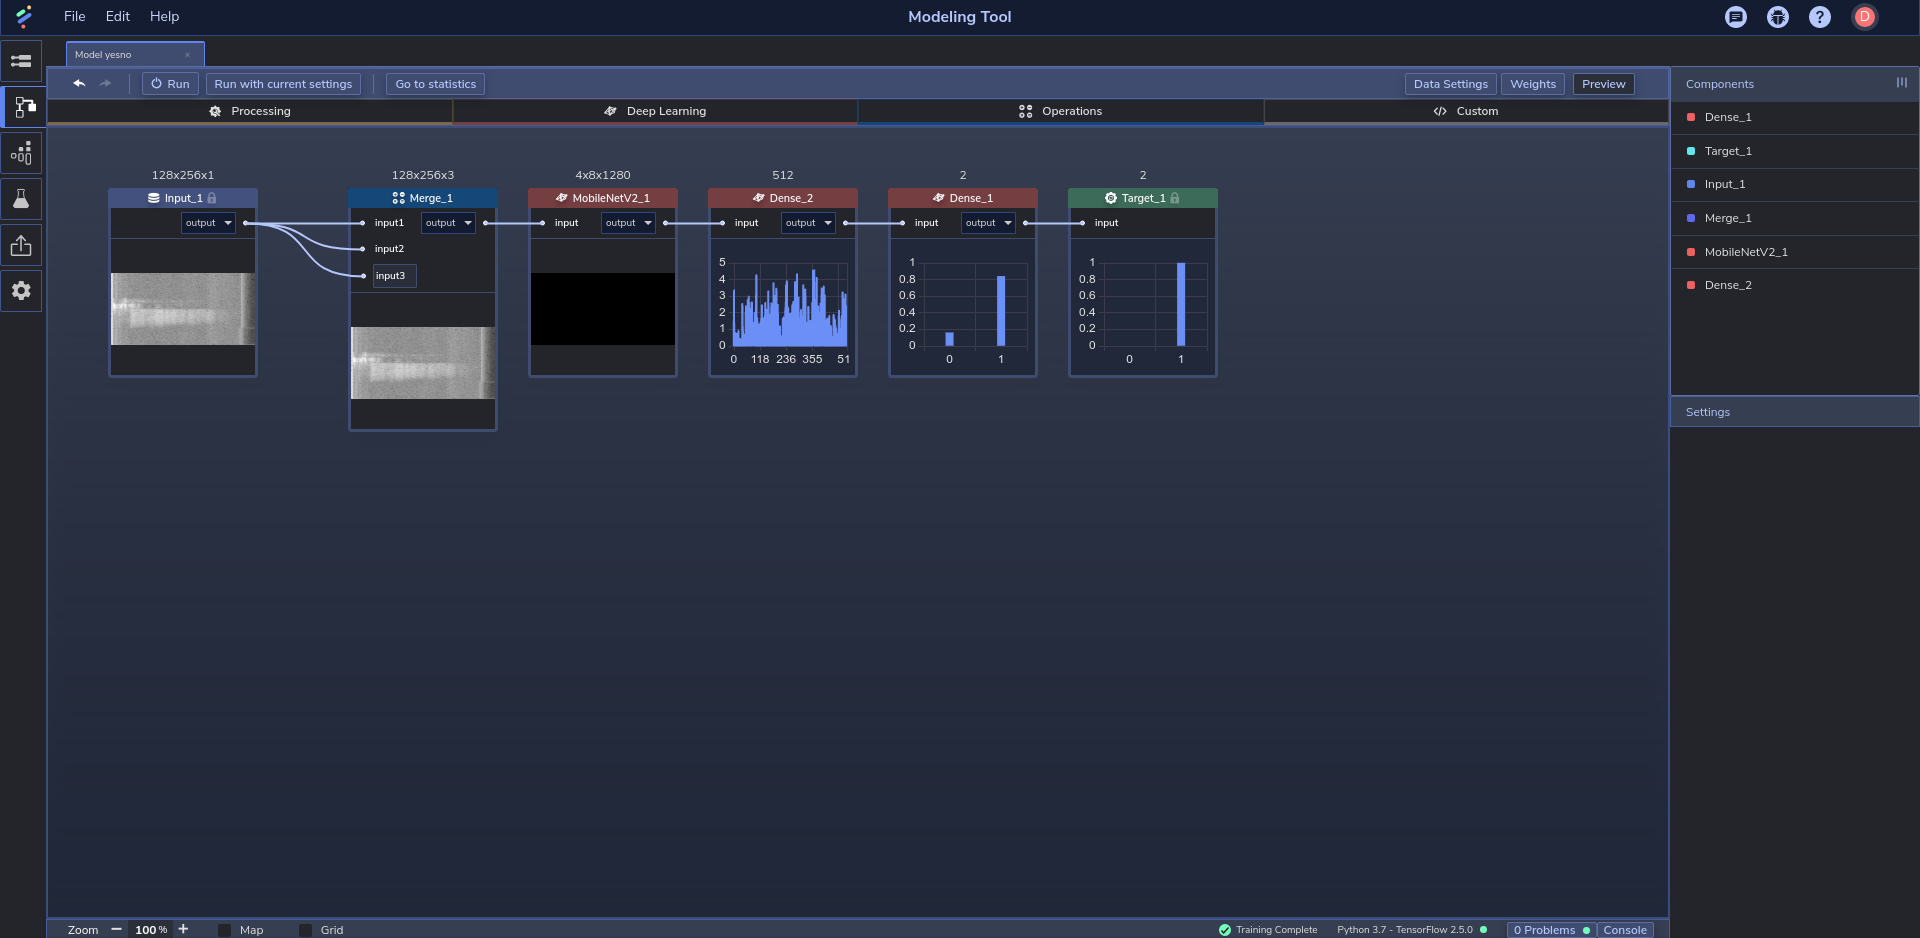 File Edit Help
Modeling Tool
D
Model yesno ×
Run Run with current settings Go to statistics
Data Settings Weights Preview
Processing Deep Learning Operations Custom
128x256x1 128x256x3 4x8x1280 512 2 2
Input_1 Merge_1 MobileNetV2_1 Dense_2 Dense_1 Target_1
output input1 output input output input output input output input
input2
input3
5
4
3
2
1
0
0 118 236 355 51
1
0.8
0.6
0.4
0.2
0
0 1
1
0.8
0.6
0.4
0.2
0
0 1
Components
Dense_1
Target_1
Input_1
Merge_1
MobileNetV2_1
Dense_2
Settings
Zoom − 100 % + Map Grid
Training Complete Python 3.7 - TensorFlow 2.5.0 0 Problems Console